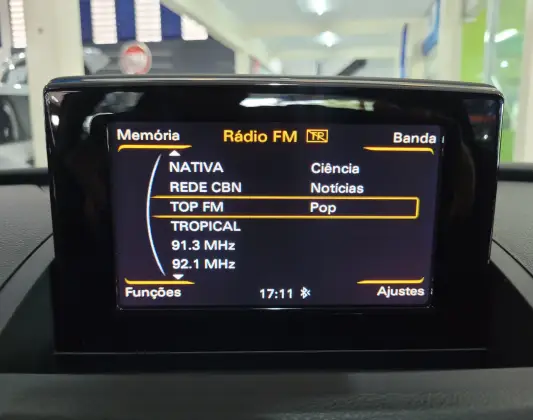 Memória Rádio FM TR Banda
NATIVA Ciência
REDE CBN Notícias
TOP FM Pop
TROPICAL
91.3 MHz
92.1 MHz
Funções 17:11 Ajustes